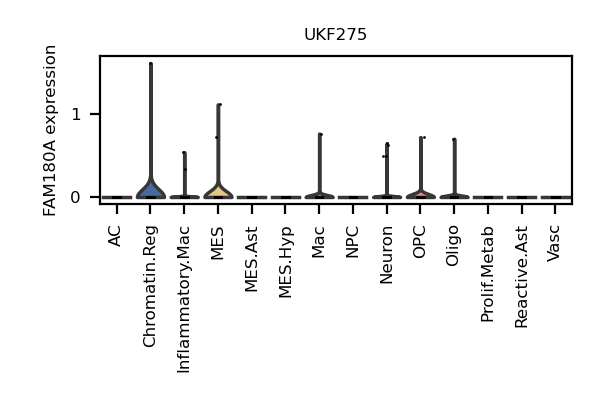 UKF275
FAM180A expression
1
0
AC
Chromatin.Reg
Inflammatory.Mac
MES
MES.Ast
MES.Hyp
Mac
NPC
Neuron
OPC
Oligo
Prolif.Metab
Reactive.Ast
Vasc